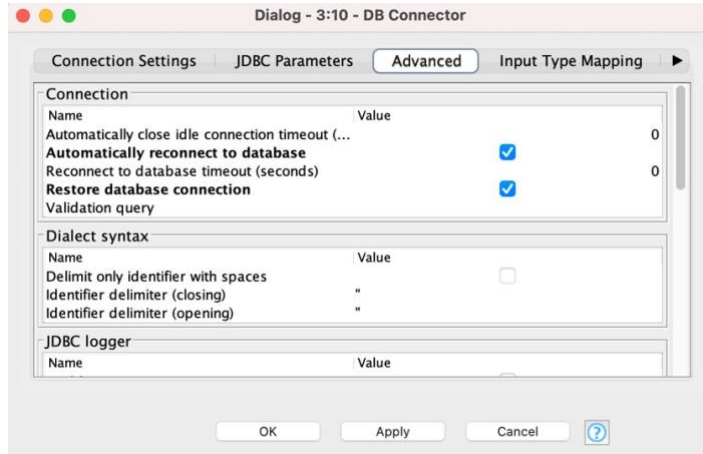 Dialog - 3:10 - DB Connector
Connection Settings JDBC Parameters Advanced Input Type Mapping
Connection
Name Value
Automatically close idle connection timeout (... 0
Automatically reconnect to database
Reconnect to database timeout (seconds) 0
Restore database connection
Validation query
Dialect syntax
Name Value
Delimit only identifier with spaces
Identifier delimiter (closing) "
Identifier delimiter (opening) "
JDBC logger
Name Value
OK Apply Cancel ?